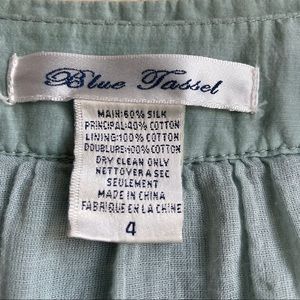 Blue Tassel
MAIN:60% SILK
PRINCIPAL:40% COTTON
LINING:100% COTTON
DOUBLURE:100% COTTON
DRY CLEAN ONLY
NETTOYER A SEC
SEULEMENT
MADE IN CHINA
FABRIQUE EN LA CHINE
4